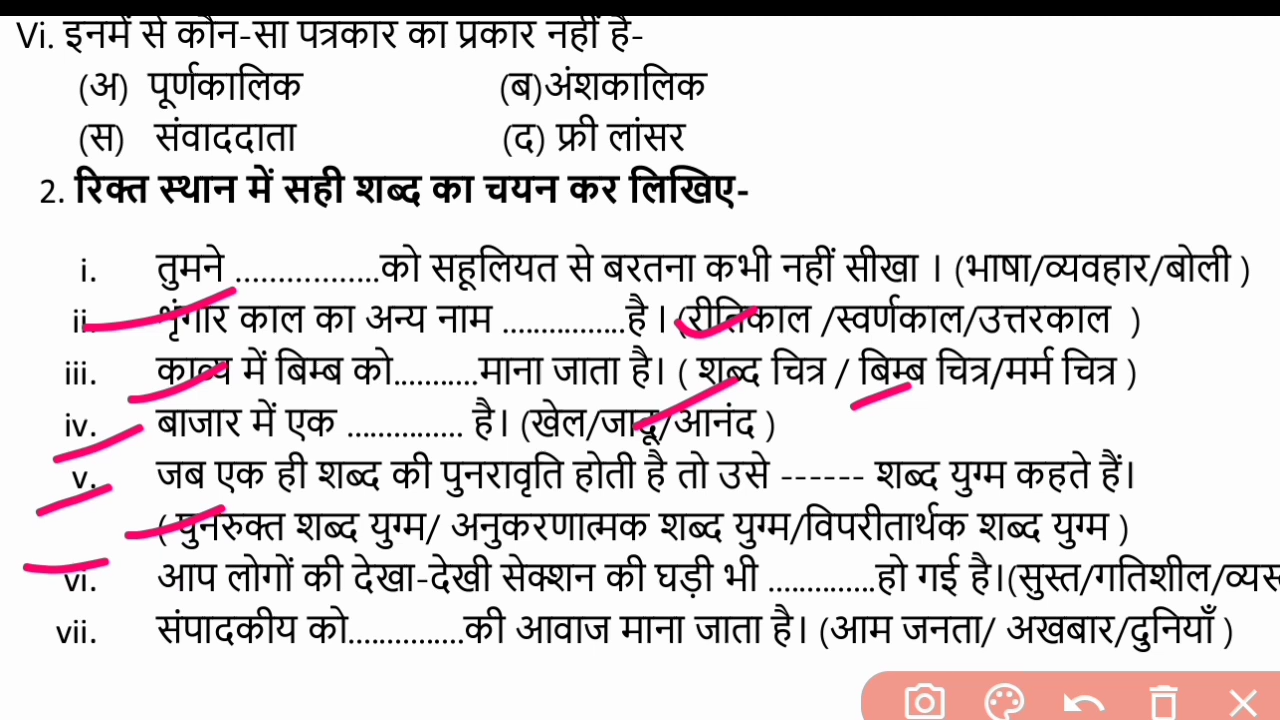 Vi. इनमें से कौन-सा पत्रकार का प्रकार नहीं है-
(अ) पूर्णकालिक (ब)अंशकालिक
(स) संवाददाता (द) फ्री लांसर
2. रिक्त स्थान में सही शब्द का चयन कर लिखिए-
i. तुमने .................को सहूलियत से बरतना कभी नहीं सीखा । (भाषा/व्यवहार/बोली )
ii. शृंगार काल का अन्य नाम ...............है । (रीतिकाल /स्वर्णकाल/उत्तरकाल )
iii. काव्य में बिम्ब को...........माना जाता है। ( शब्द चित्र / बिम्ब चित्र/मर्म चित्र )
iv. बाजार में एक .............. है। (खेल/जादू/आनंद )
v. जब एक ही शब्द की पुनरावृति होती है तो उसे ------ शब्द युग्म कहते हैं।
( पुनरुक्त शब्द युग्म/ अनुकरणात्मक शब्द युग्म/विपरीतार्थक शब्द युग्म )
vi. आप लोगों की देखा-देखी सेक्शन की घड़ी भी .............हो गई है।(सुस्त/गतिशील/
vii. संपादकीय को...............की आवाज माना जाता है। (आम जनता/ अखबार/दुनियाँ )